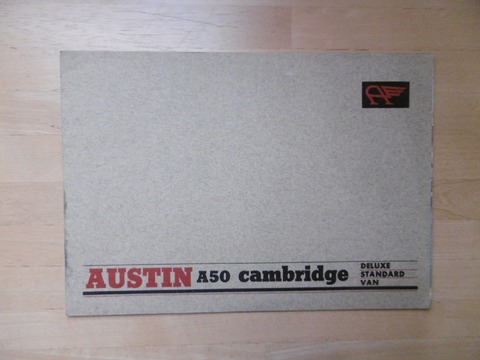 AUSTIN A50 cambridge DELUXE
STANDARD
VAN